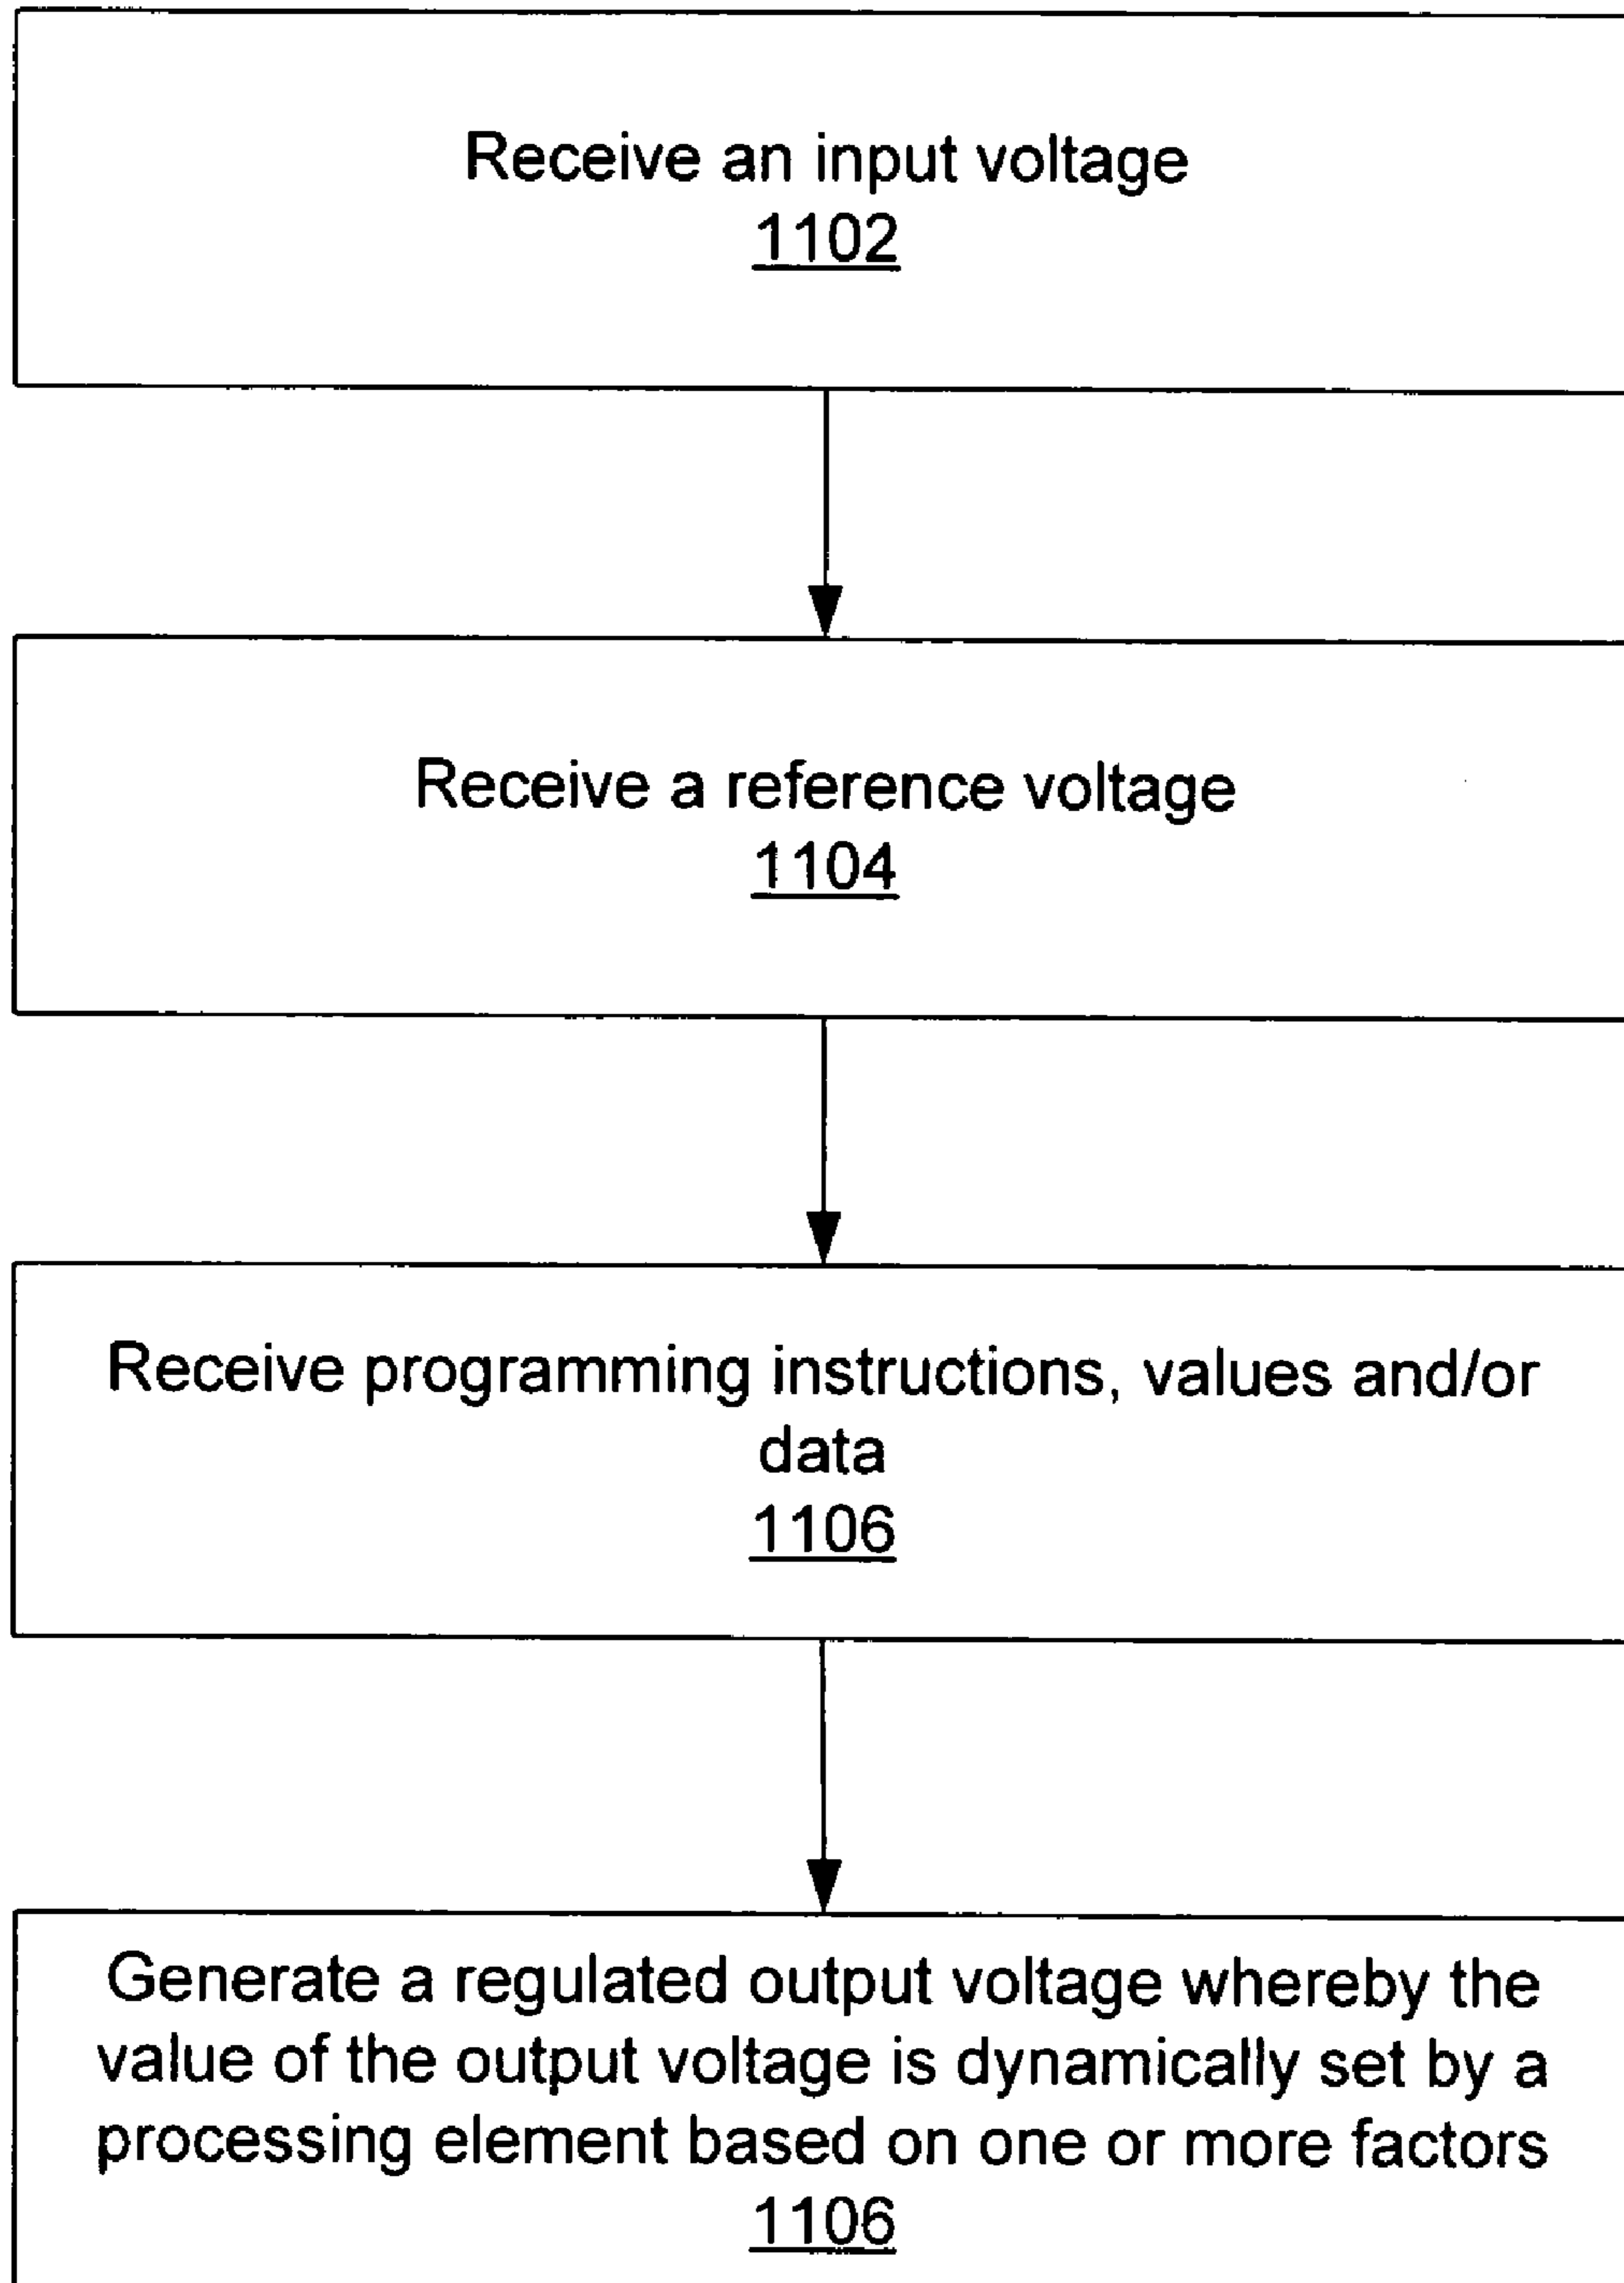 Receive an input voltage
1102
Receive a reference voltage
1104
Receive programming instructions, values and/or
data
1106
Generate a regulated output voltage whereby the
value of the output voltage is dynamically set by a
processing element based on one or more factors
1106